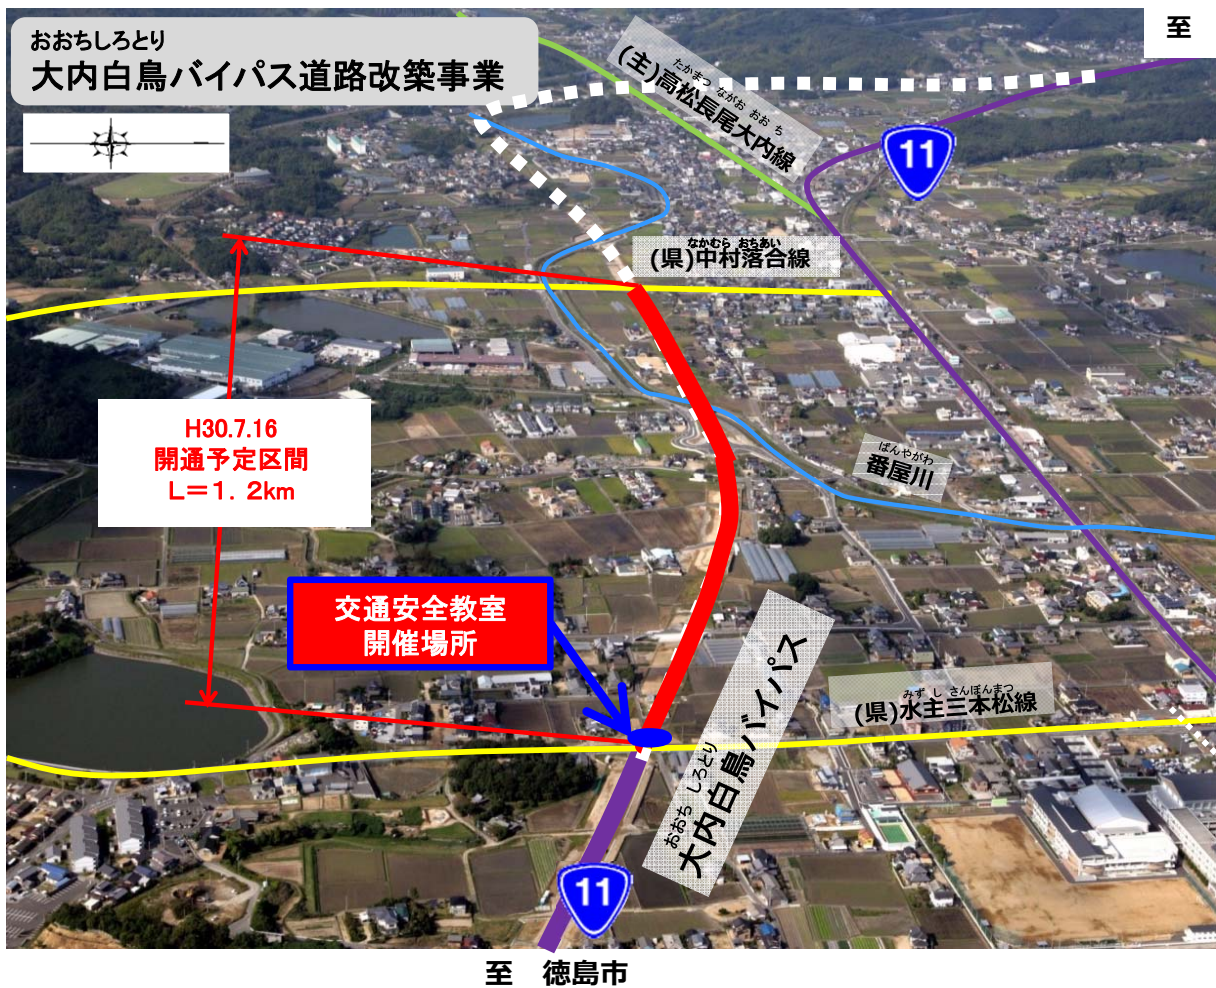 おおちしろとり
大内白鳥バイパス道路改築事業
至
たかまつ ながお おお ち
(主)高松長尾大内線
11
なかむら おちあい
(県)中村落合線
H30.7.16
開通予定区間
L＝1．2km
ばんやがわ
番屋川
交通安全教室
開催場所
みず し さんぼんまつ
(県)水主三本松線
おおち しろとり
大内白鳥バイパス
11
至　徳島市